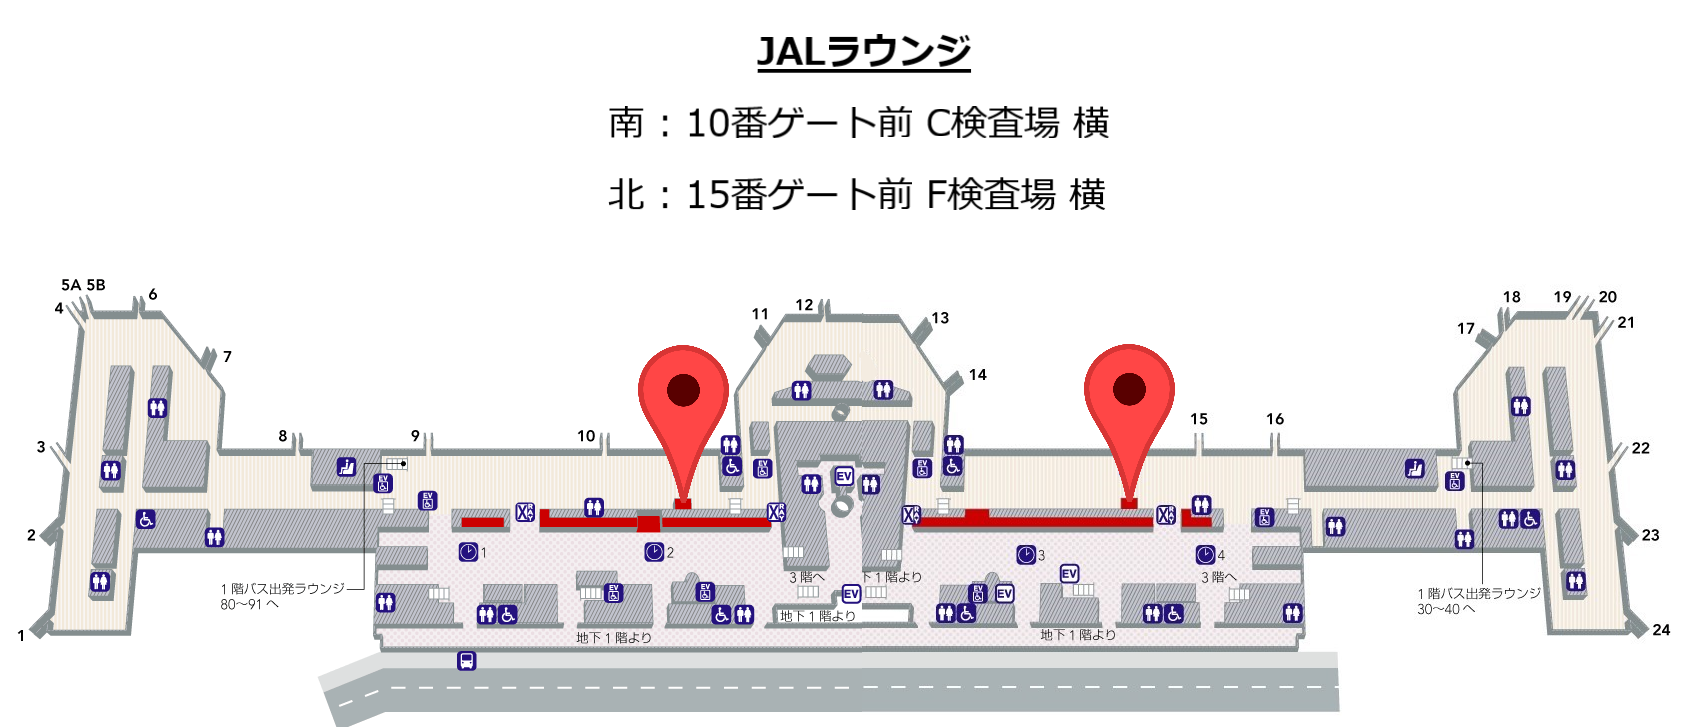 JALラウンジ
南：10番ゲート前 C検査場 横
北：15番ゲート前 F検査場 横
5A 5B
4
6
7
3
2
1
8
9
10
11
12
13
14
15
16
17
18
19
20
21
22
23
24
EV
EV
EV
EV
EV
EV
EV
EV
EV
EV
EV
EV
EV
1
2
3
4
1階バス出発ラウンジ
80〜91へ
3階へ
下1階より
3階へ
1階バス出発ラウンジ
30〜40へ
地下1階より
地下1階より
地下1階より